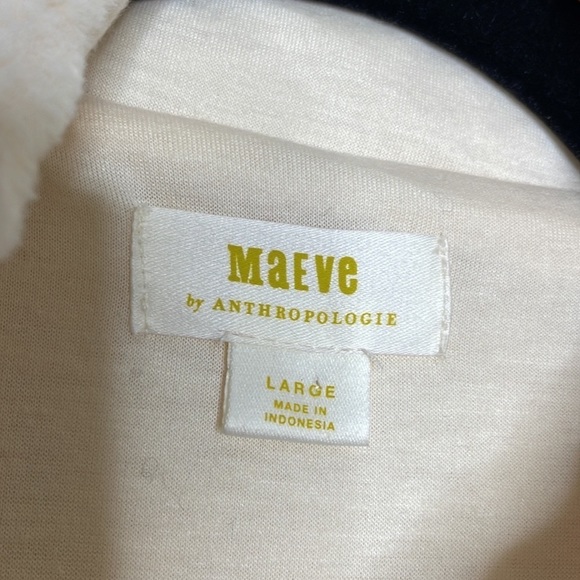 MaEve
by ANTHROPOLOGIE
LARGE
MADE IN
INDONESIA